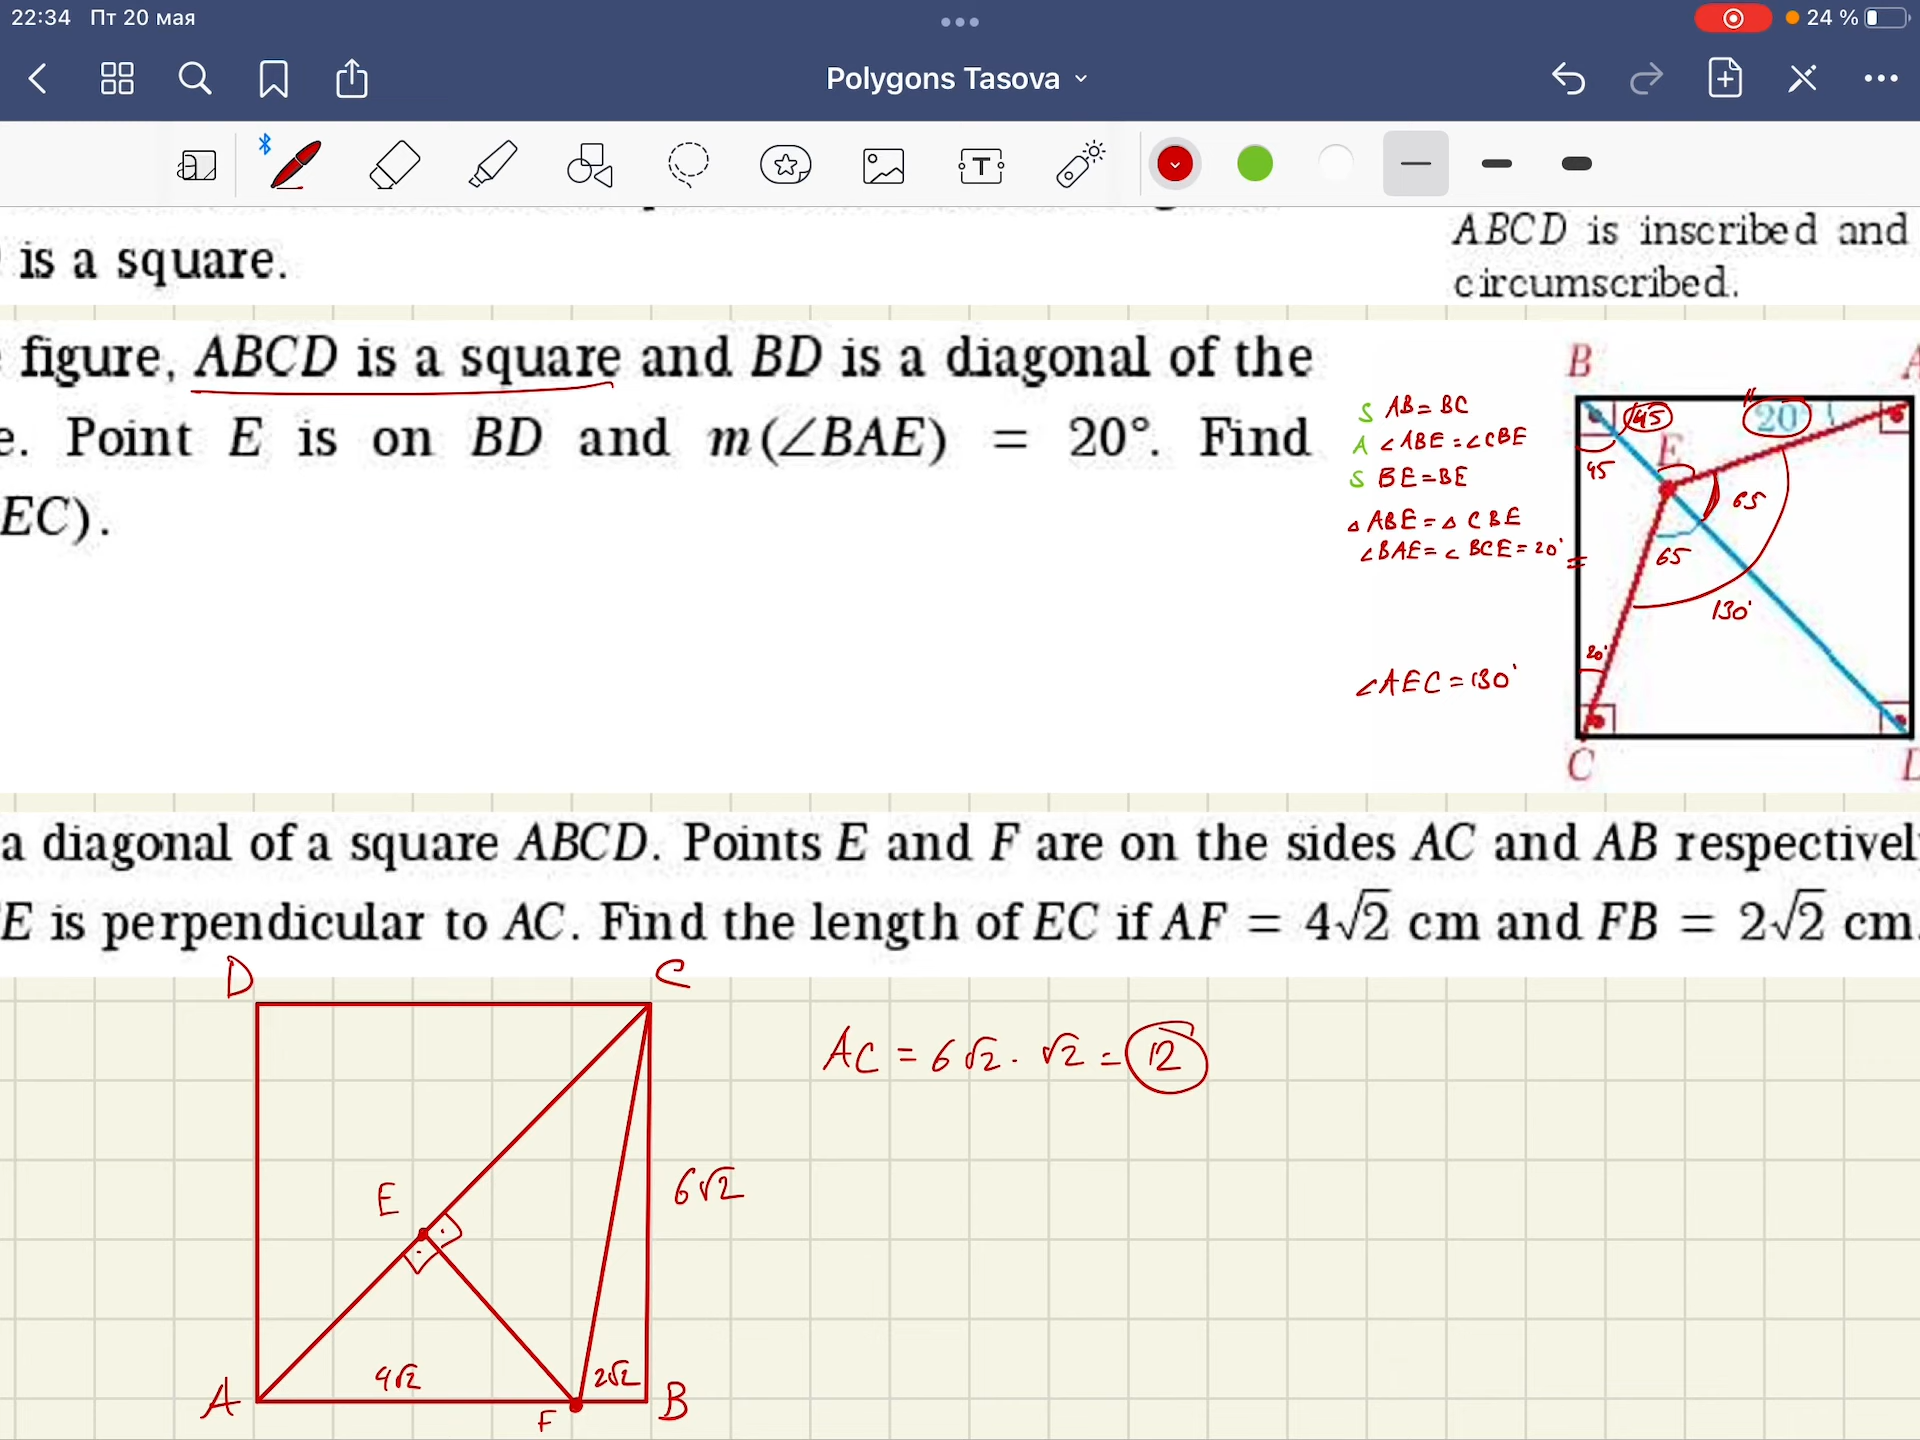 22:34 Пт 20 мая
24 %
Polygons Tasova
is a square.
ABCD is inscribed and
circumscribed.
figure, ABCD is a square and BD is a diagonal of the
e. Point E is on BD and m(∠BAE) = 20°. Find
EC).
S AB = BC
A ∠ABE = ∠CBE
S BE = BE
△ABE = △CBE
∠BAE = ∠BCE = 20°
∠AEC = 130°
B
A
45
20
E
45
65
65
130°
20°
C
D
a diagonal of a square ABCD. Points E and F are on the sides AC and AB respectivel
E is perpendicular to AC. Find the length of EC if AF = 4√2 cm and FB = 2√2 cm.
D
C
AC = 6√2 · √2 = 12
E
6√2
4√2
2√2
A
F
B